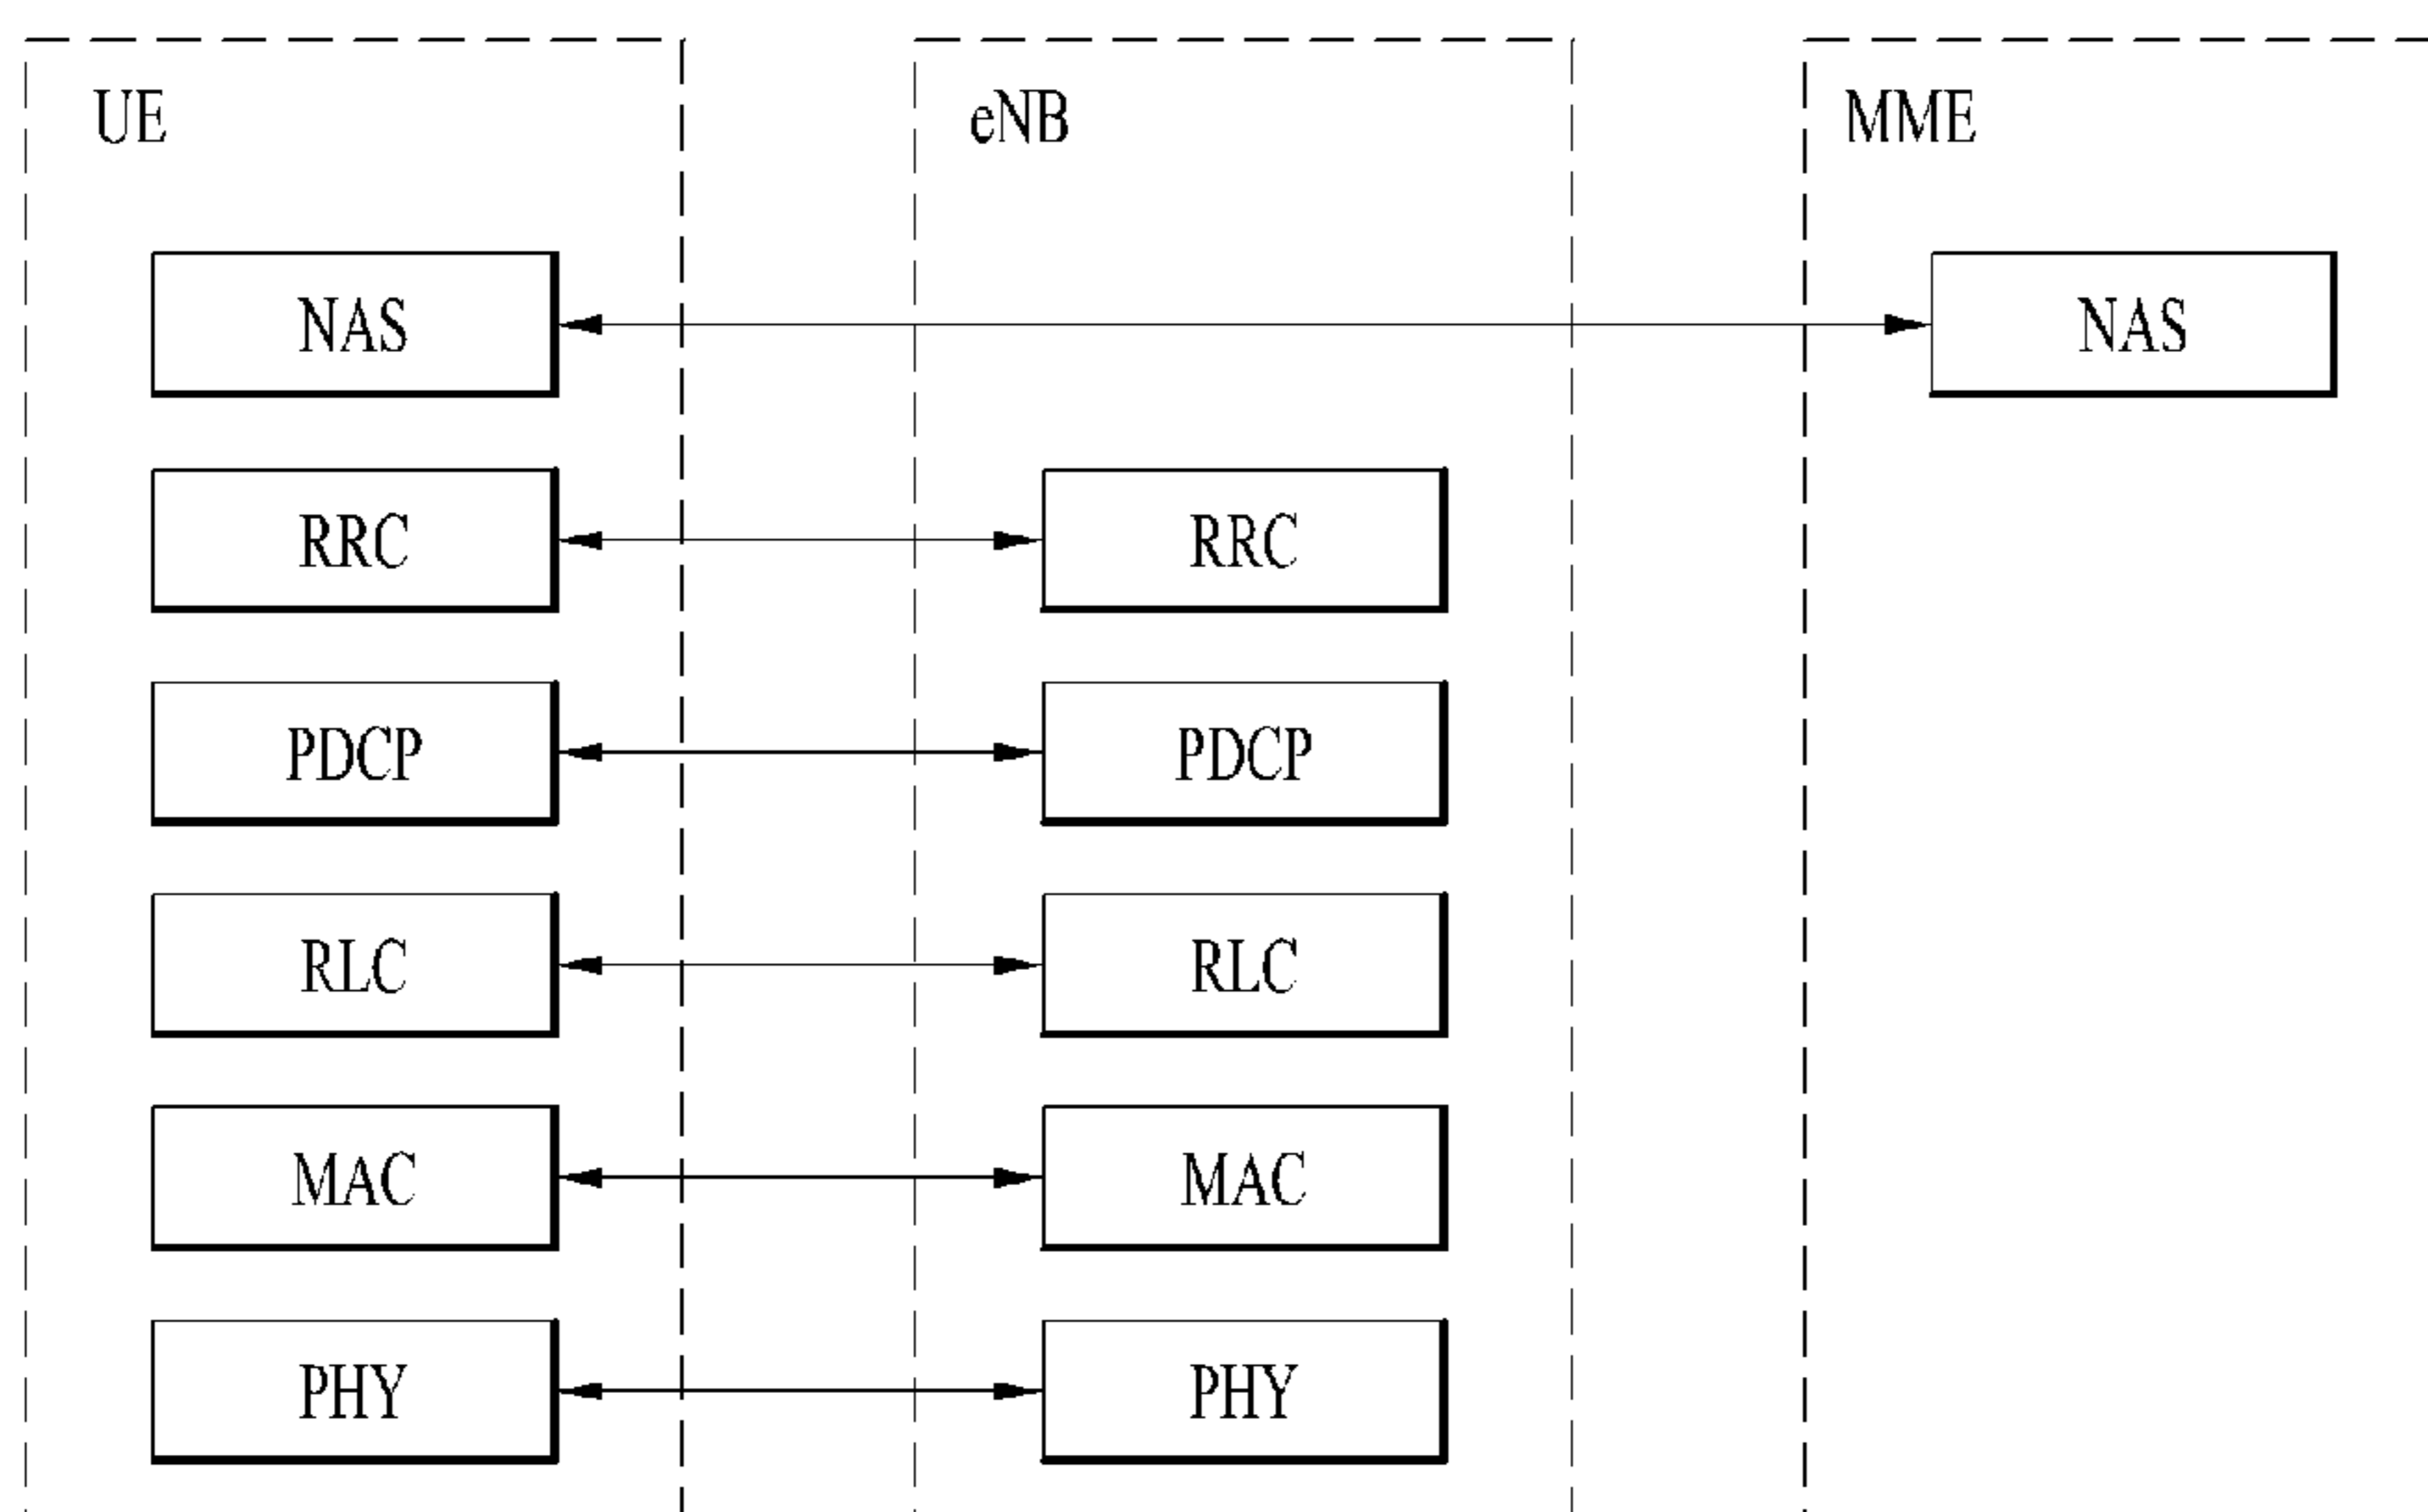 UE
eNB
MME
NAS
NAS
RRC
RRC
PDCP
PDCP
RLC
RLC
MAC
MAC
PHY
PHY